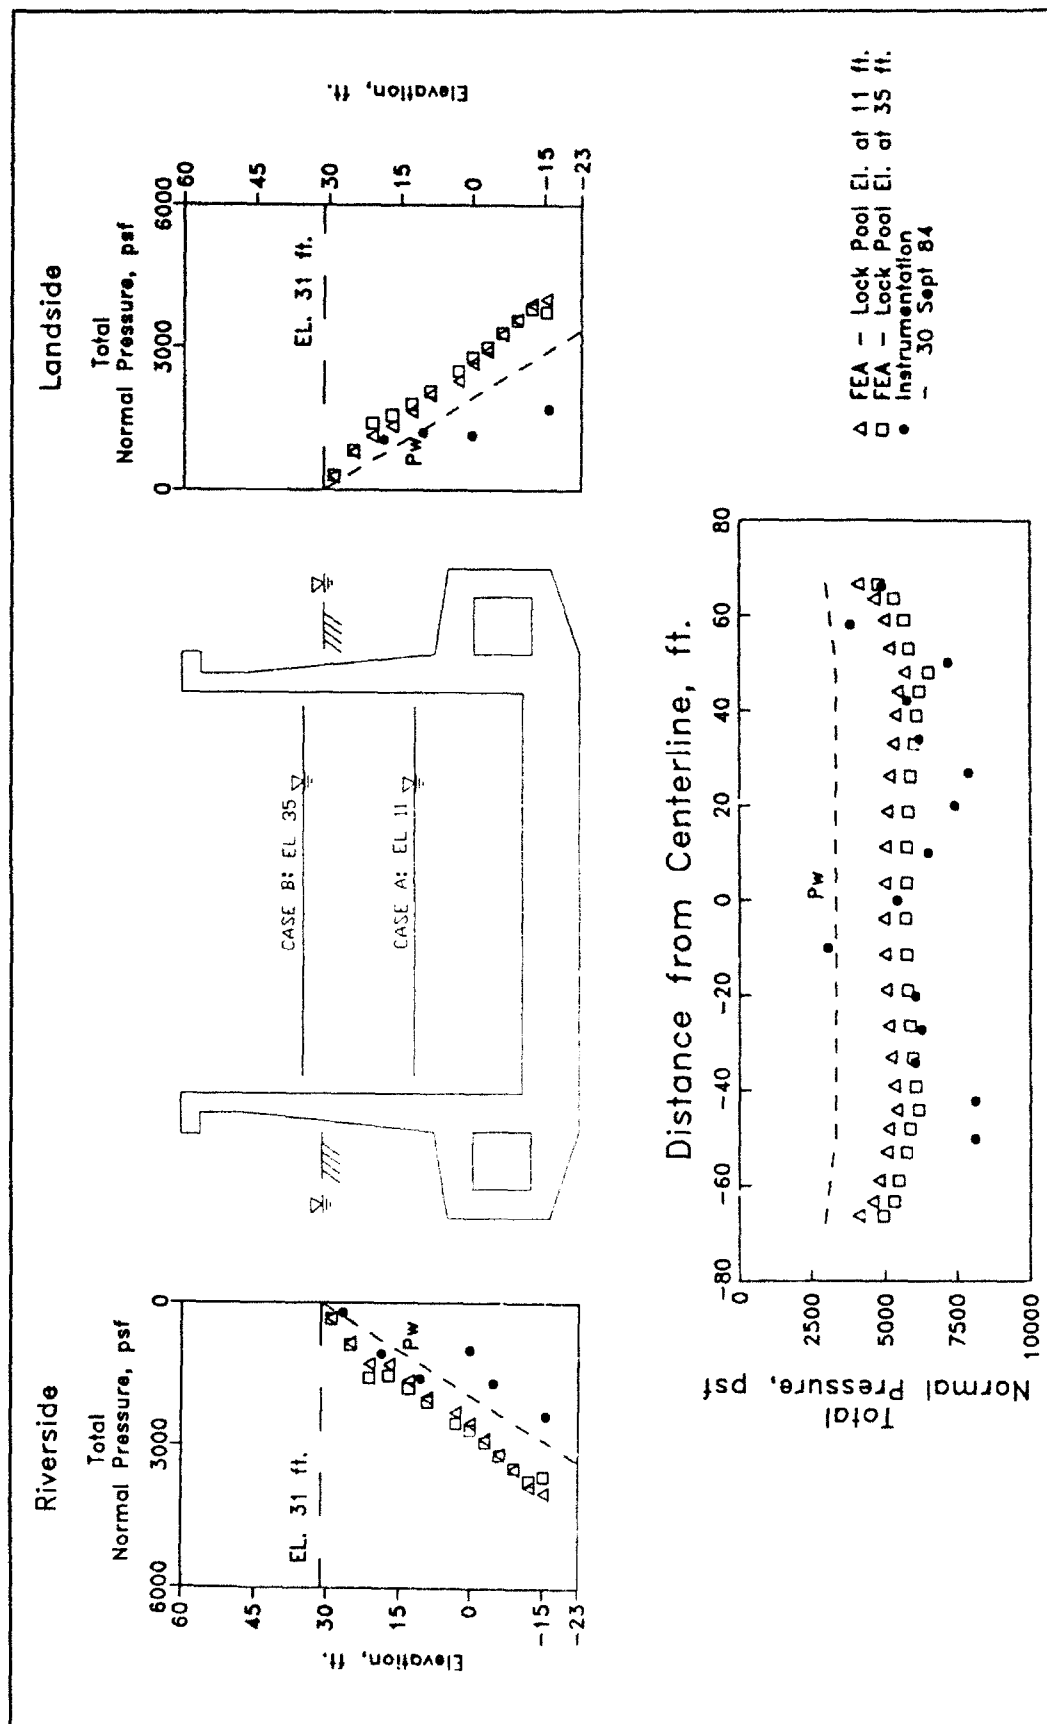 Riverside
Total
Normal Pressure, psf
6000 3000 0
60
45
30
15
0
-15
-23
Elevation, ft.
EL. 31 ft.
Pw
CASE B: EL 35
CASE A: EL 11
Landside
Total
Normal Pressure, psf
0 3000 6000
60
45
30
15
0
-15
-23
Elevation, ft.
EL. 31 ft.
Pw
Distance from Centerline, ft.
-80 -60 -40 -20 0 20 40 60 80
0
2500
5000
7500
10000
Total
Normal Pressure, psf
Pw
△ FEA - Lock Pool El. at 11 ft.
□ FEA - Lock Pool El. at 35 ft.
● Instrumentation
- 30 Sept 84